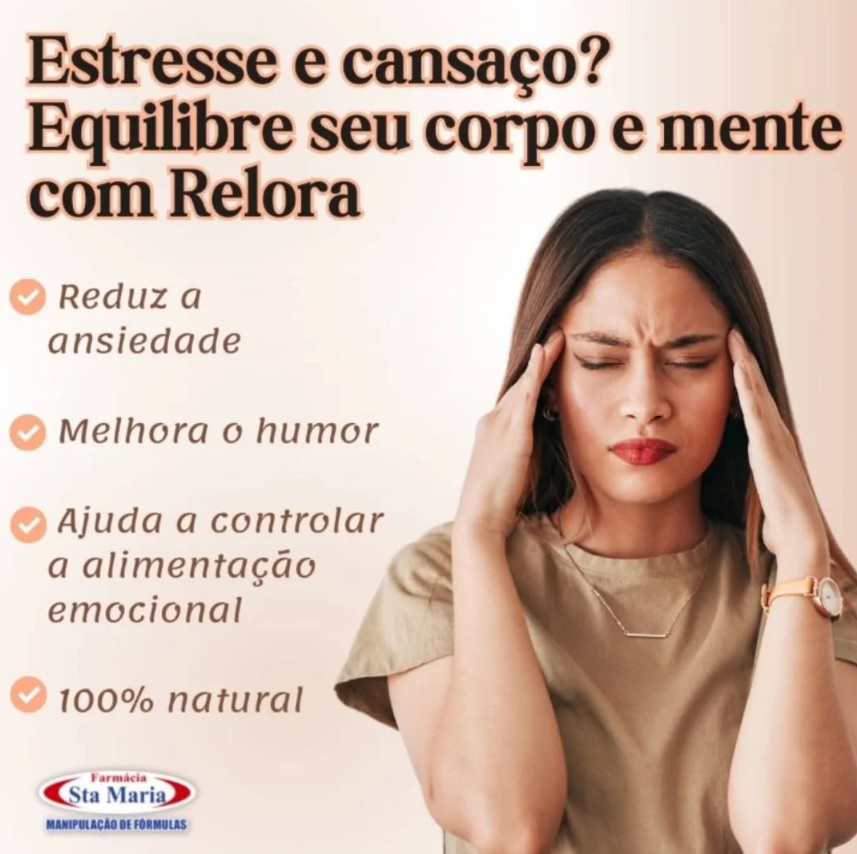 Estresse e cansaço?
Equilibre seu corpo e mente
com Relora
Reduz a
ansiedade
Melhora o humor
Ajuda a controlar
a alimentação
emocional
100% natural
Farmácia
Sta Maria
MANIPULAÇÃO DE FÓRMULAS